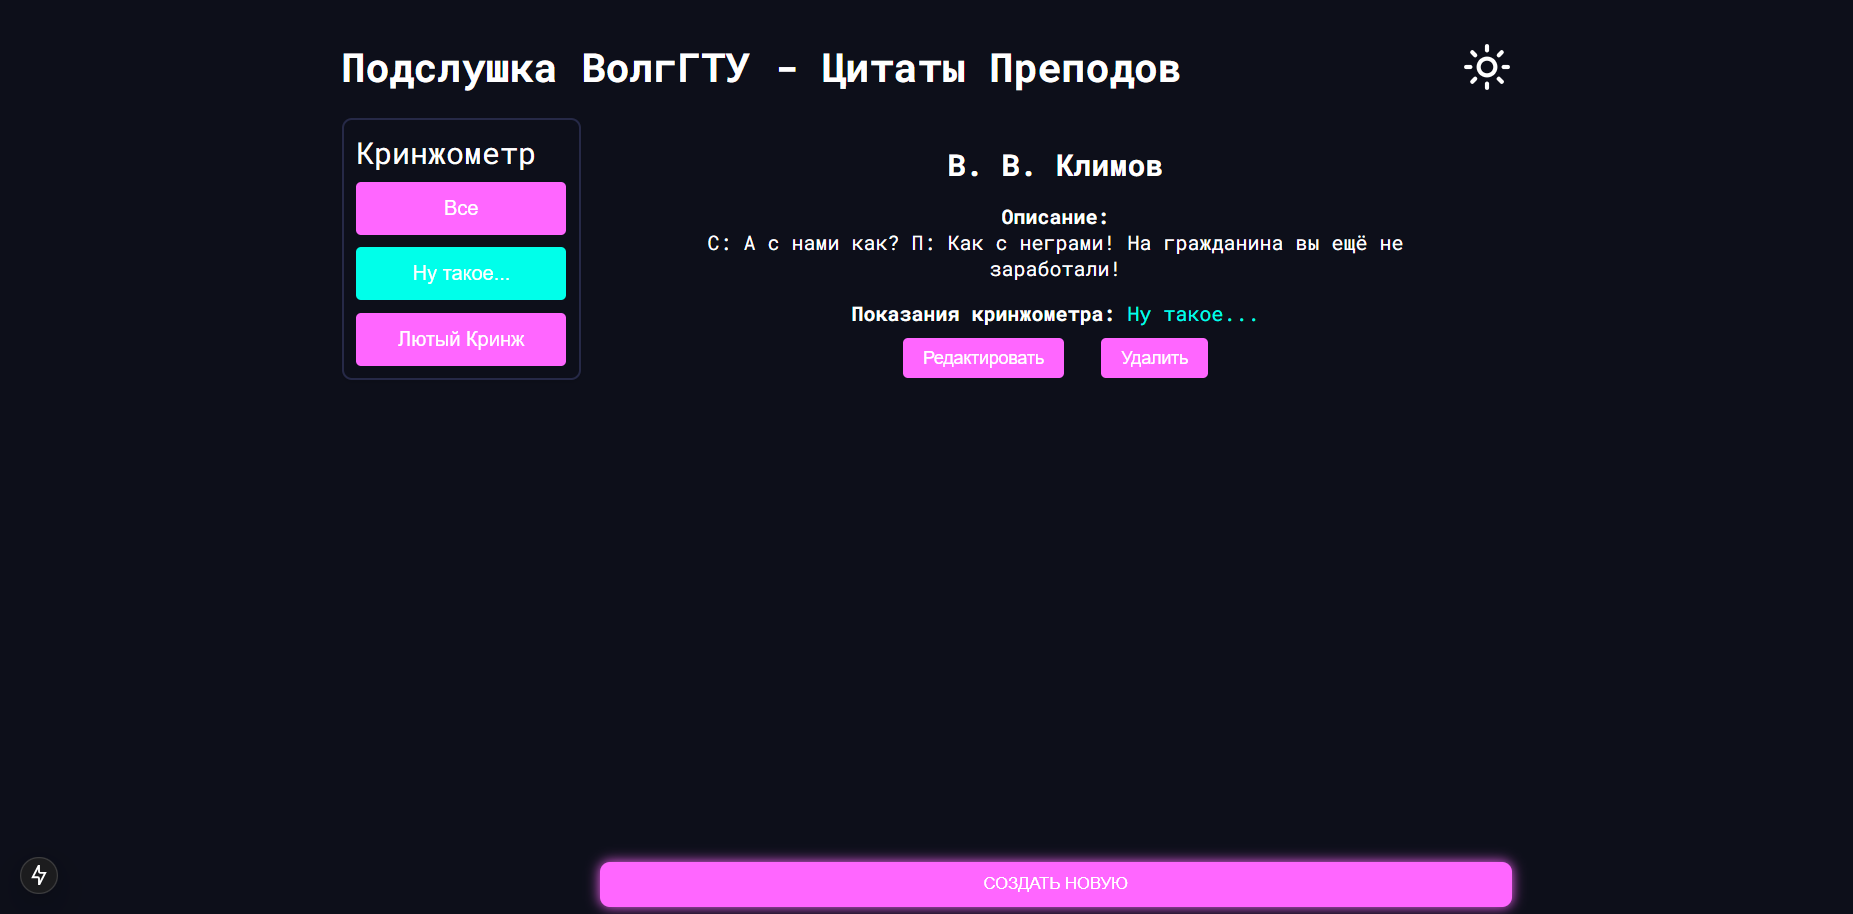 Подслушка ВолгГТУ - Цитаты Преподов
Кринжометр
Все
Ну такое...
Лютый Кринж
В. В. Климов
Описание:
С: А с нами как? П: Как с неграми! На гражданина вы ещё не
заработали!
Показания кринжометра: Ну такое...
Редактировать
Удалить
СОЗДАТЬ НОВУЮ